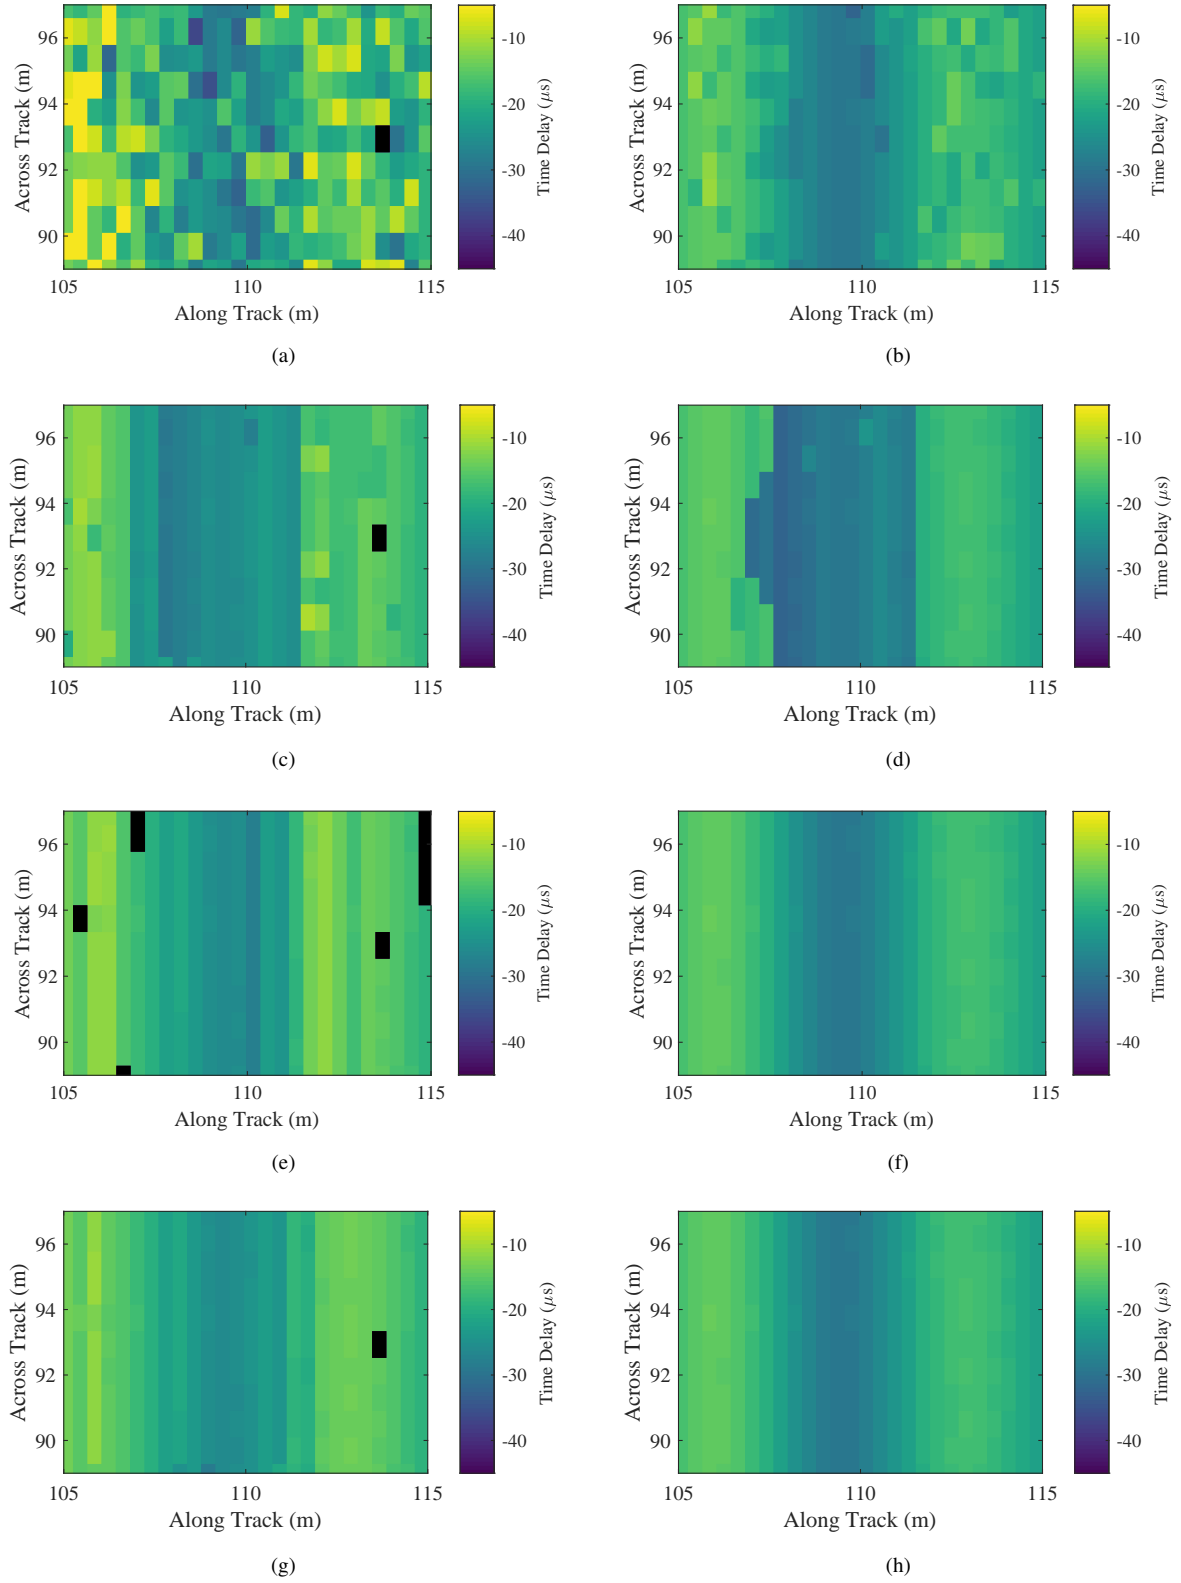 96
94
92
90
Across Track (m)
105
110
115
Along Track (m)
-10
-20
-30
-40
Time Delay (μs)
(a)
96
94
92
90
Across Track (m)
105
110
115
Along Track (m)
-10
-20
-30
-40
Time Delay (μs)
(b)
96
94
92
90
Across Track (m)
105
110
115
Along Track (m)
-10
-20
-30
-40
Time Delay (μs)
(c)
96
94
92
90
Across Track (m)
105
110
115
Along Track (m)
-10
-20
-30
-40
Time Delay (μs)
(d)
96
94
92
90
Across Track (m)
105
110
115
Along Track (m)
-10
-20
-30
-40
Time Delay (μs)
(e)
96
94
92
90
Across Track (m)
105
110
115
Along Track (m)
-10
-20
-30
-40
Time Delay (μs)
(f)
96
94
92
90
Across Track (m)
105
110
115
Along Track (m)
-10
-20
-30
-40
Time Delay (μs)
(g)
96
94
92
90
Across Track (m)
105
110
115
Along Track (m)
-10
-20
-30
-40
Time Delay (μs)
(h)